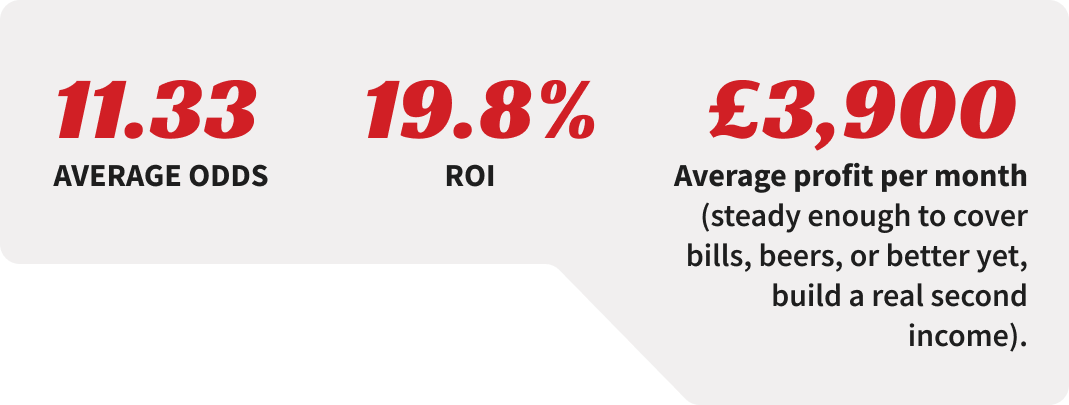 11.33
AVERAGE ODDS
19.8%
ROI
£3,900
Average profit per month
(steady enough to cover
bills, beers, or better yet,
build a real second
income).